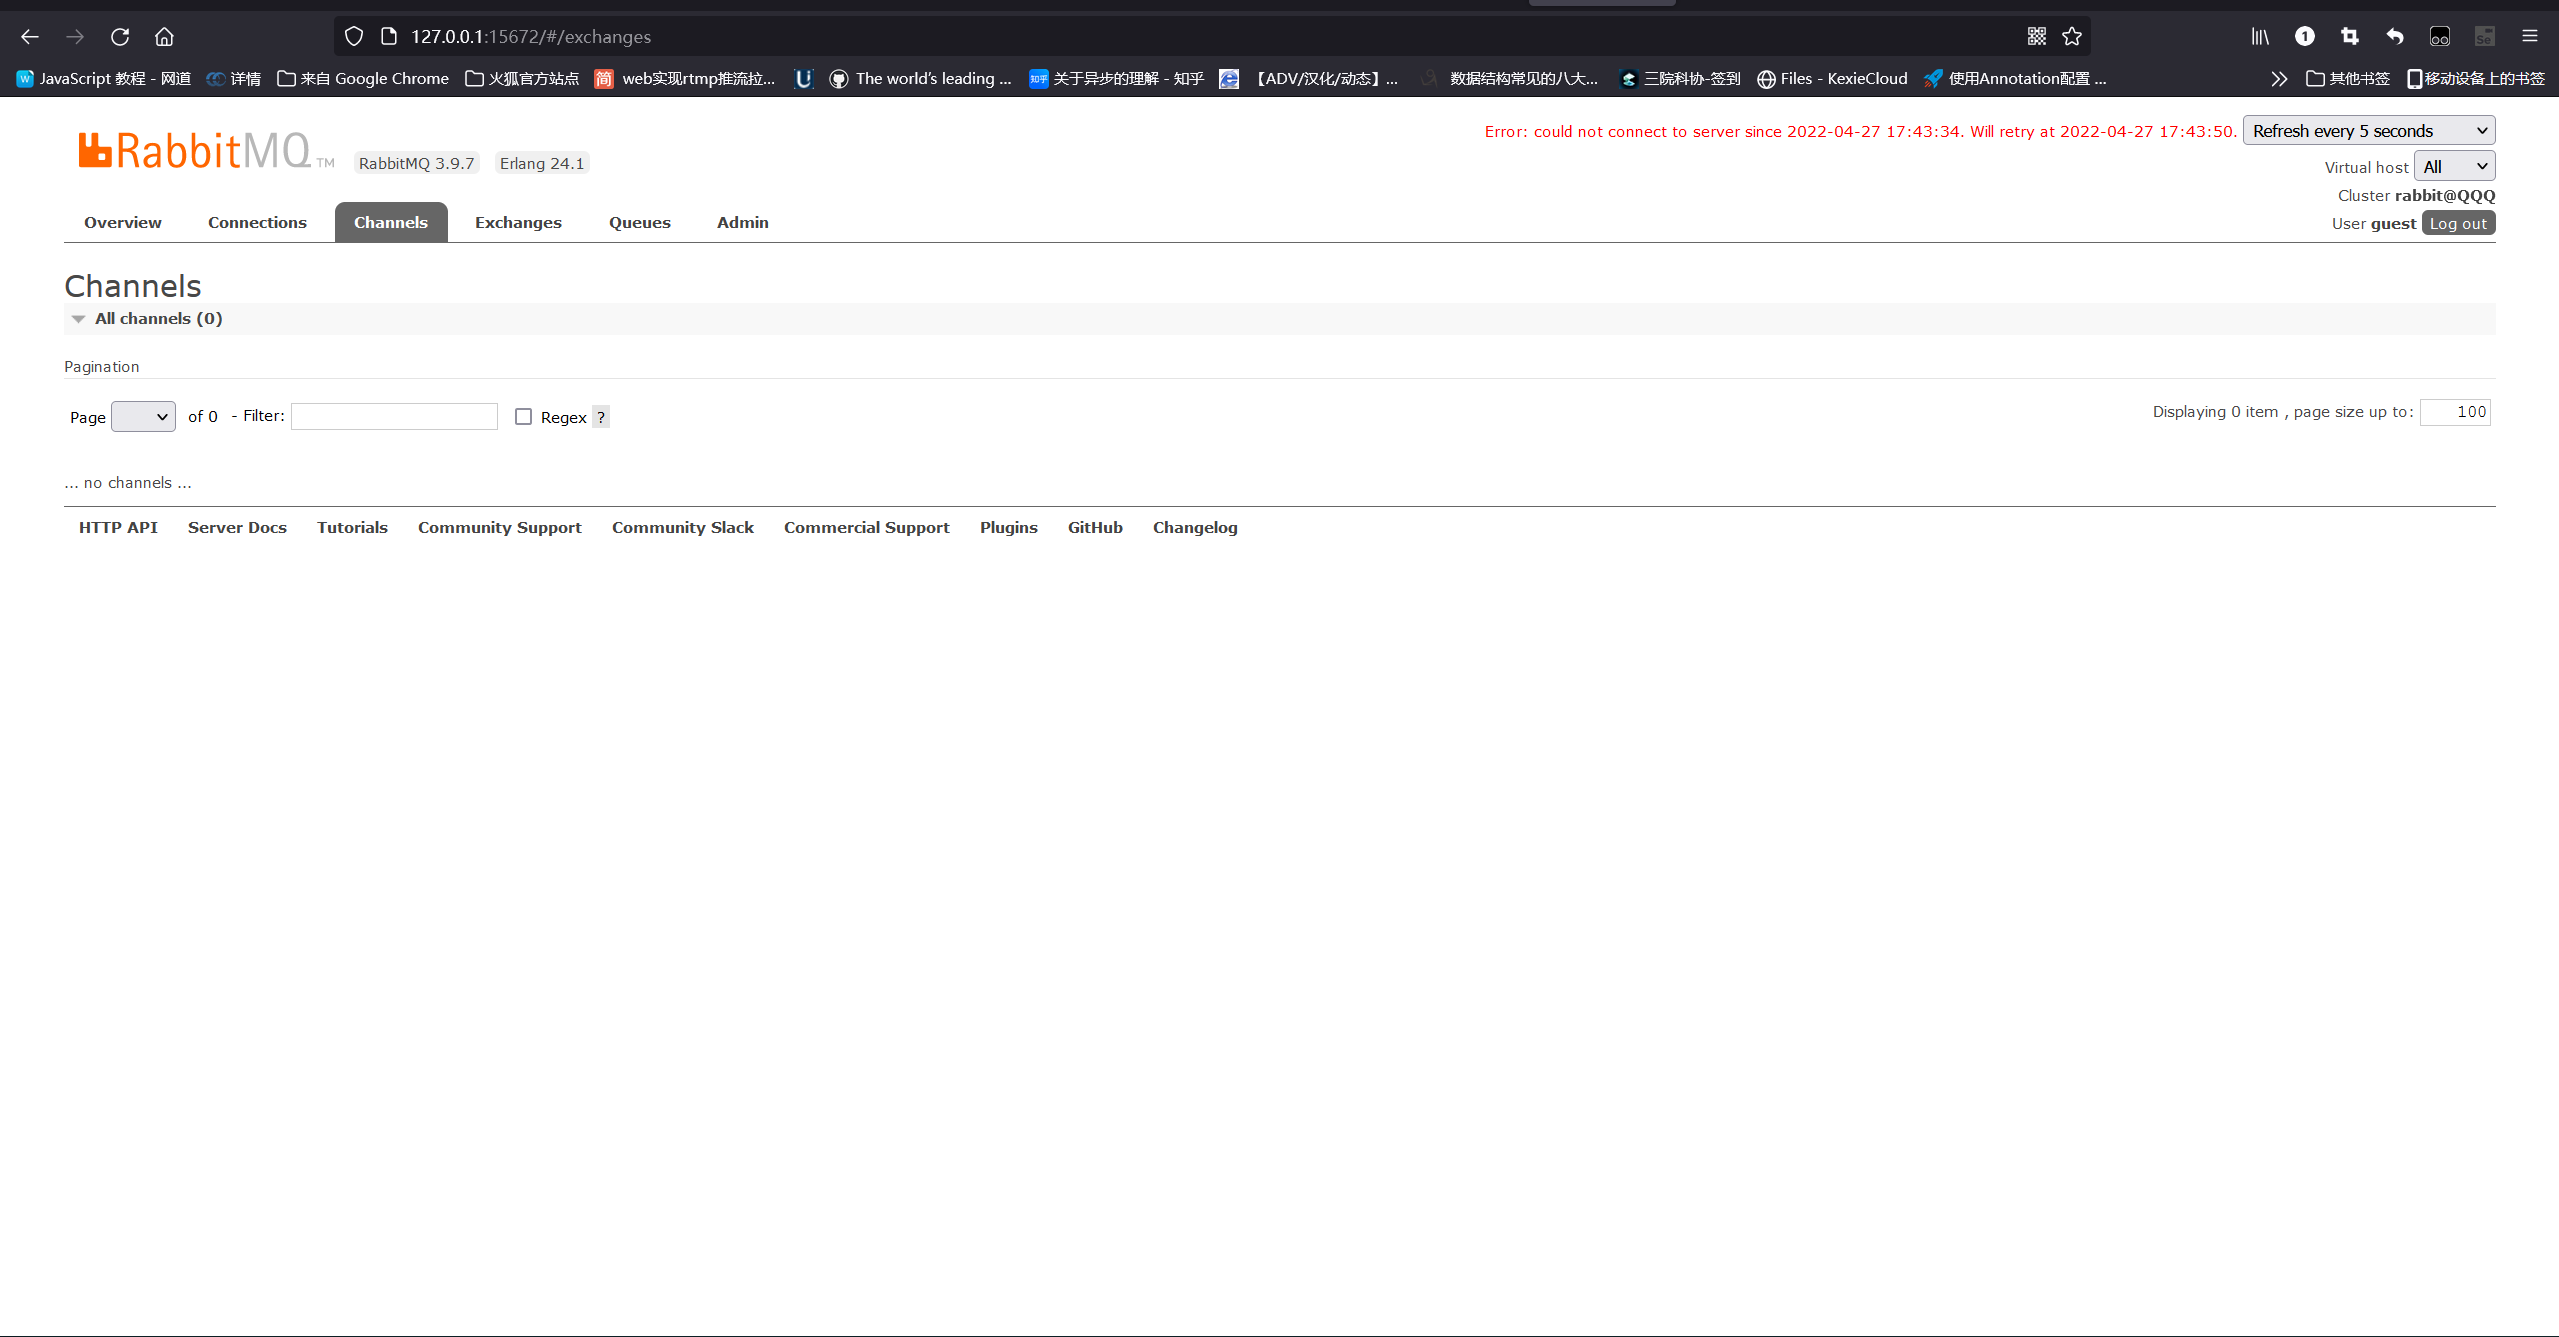 127.0.0.1:15672/#/exchanges
JavaScript 教程 - 网道 详情 来自 Google Chrome 火狐官方站点 简 web实现rtmp推流拉... The world's leading ... 知乎 关于异步的理解 - 知乎 【ADV/汉化/动态】... 数据结构常见的八大... 三院科协-签到 Files - KexieCloud 使用Annotation配置 ... 其他书签 移动设备上的书签
RabbitMQ TM RabbitMQ 3.9.7 Erlang 24.1
Error: could not connect to server since 2022-04-27 17:43:34. Will retry at 2022-04-27 17:43:50. Refresh every 5 seconds
Virtual host All
Cluster rabbit@QQQ
User guest Log out
Overview Connections Channels Exchanges Queues Admin
Channels
All channels (0)
Pagination
Page of 0 - Filter: Regex ? Displaying 0 item , page size up to: 100
... no channels ...
HTTP API Server Docs Tutorials Community Support Community Slack Commercial Support Plugins GitHub Changelog